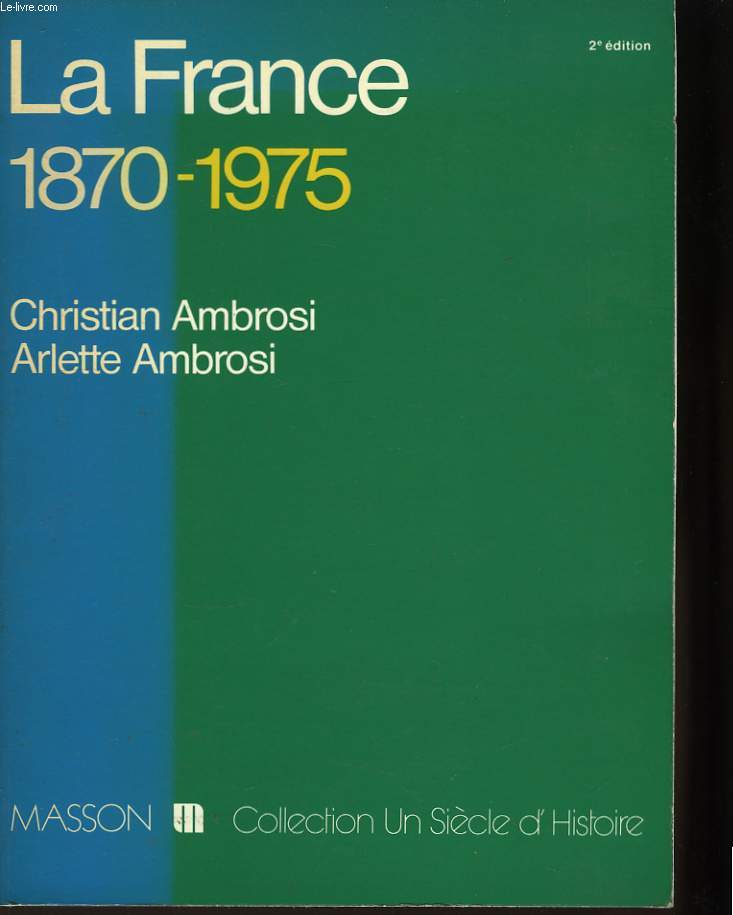 Le-livre.com
2e édition
La France
1870-1975
Christian Ambrosi
Arlette Ambrosi
MASSON m Collection Un Siècle d'Histoire